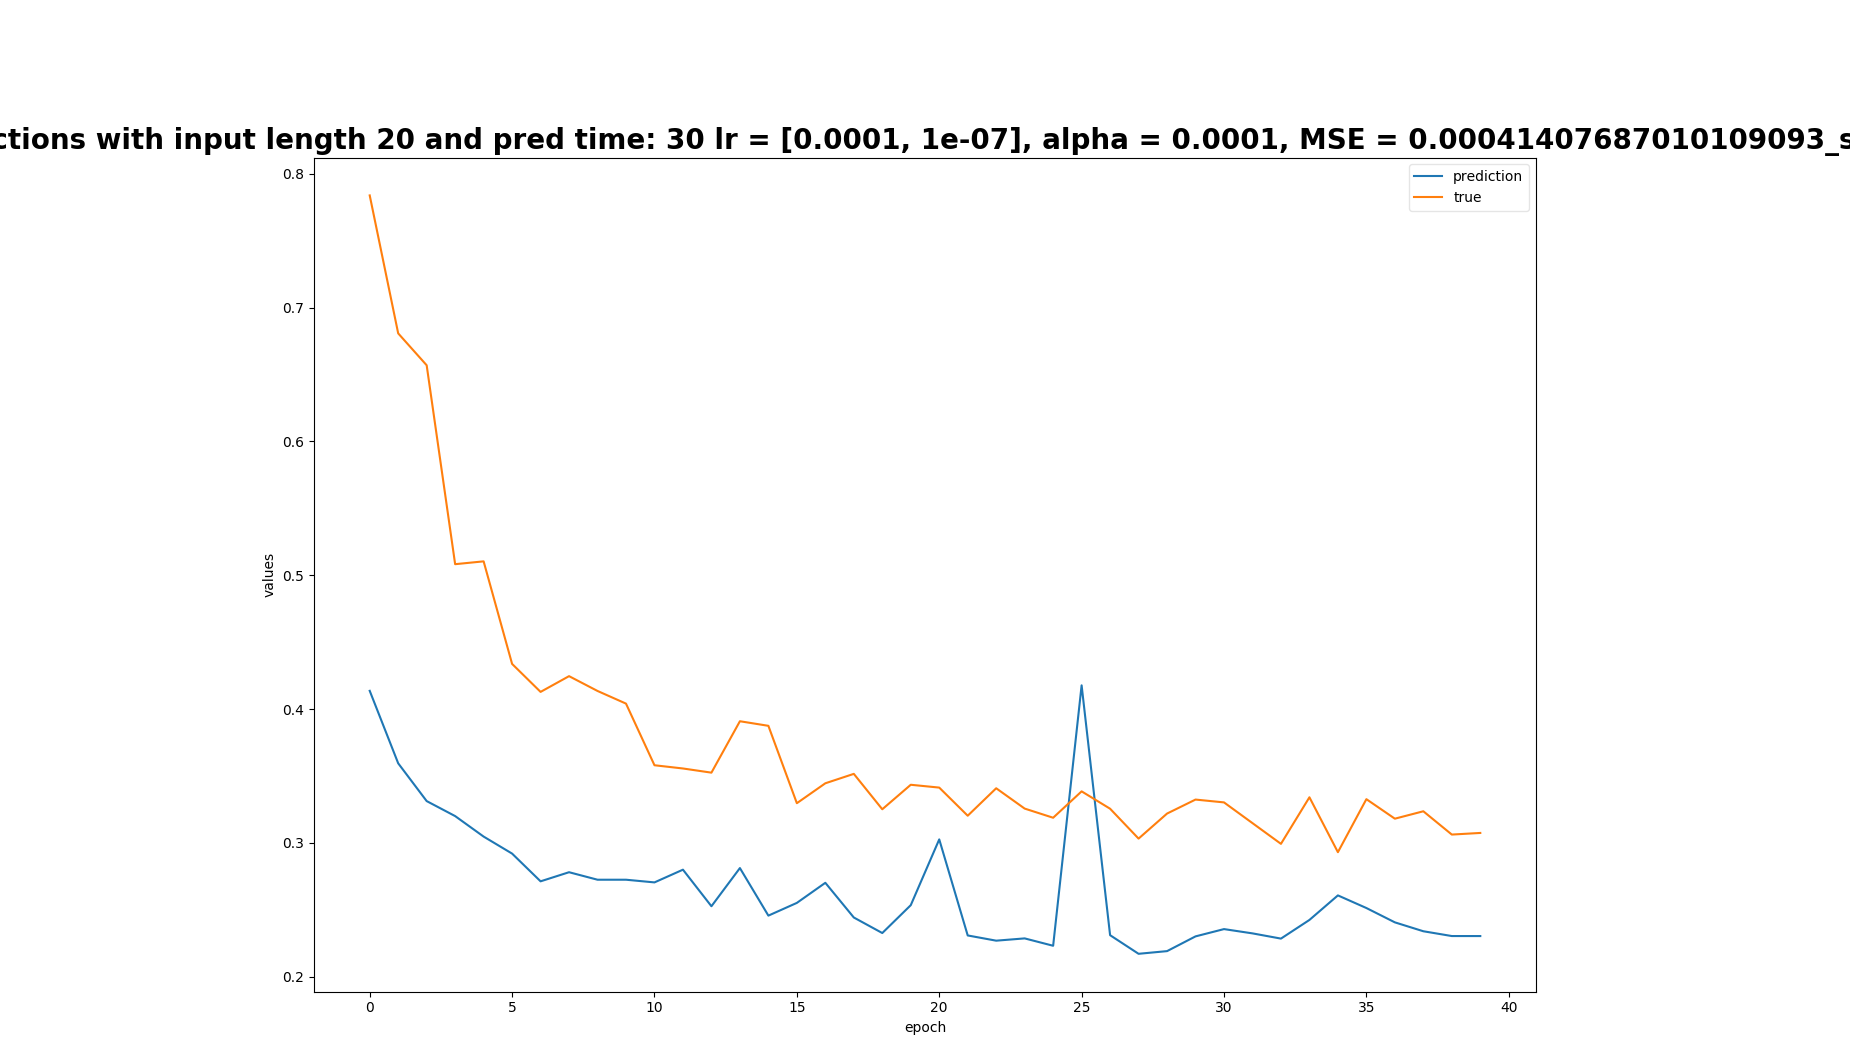 ctions with input length 20 and pred time: 30 lr = [0.0001, 1e-07], alpha = 0.0001, MSE = 0.00041407687010109093_s
prediction
true
0.8
0.7
0.6
0.5
0.4
0.3
0.2
values
0 5 10 15 20 25 30 35 40
epoch